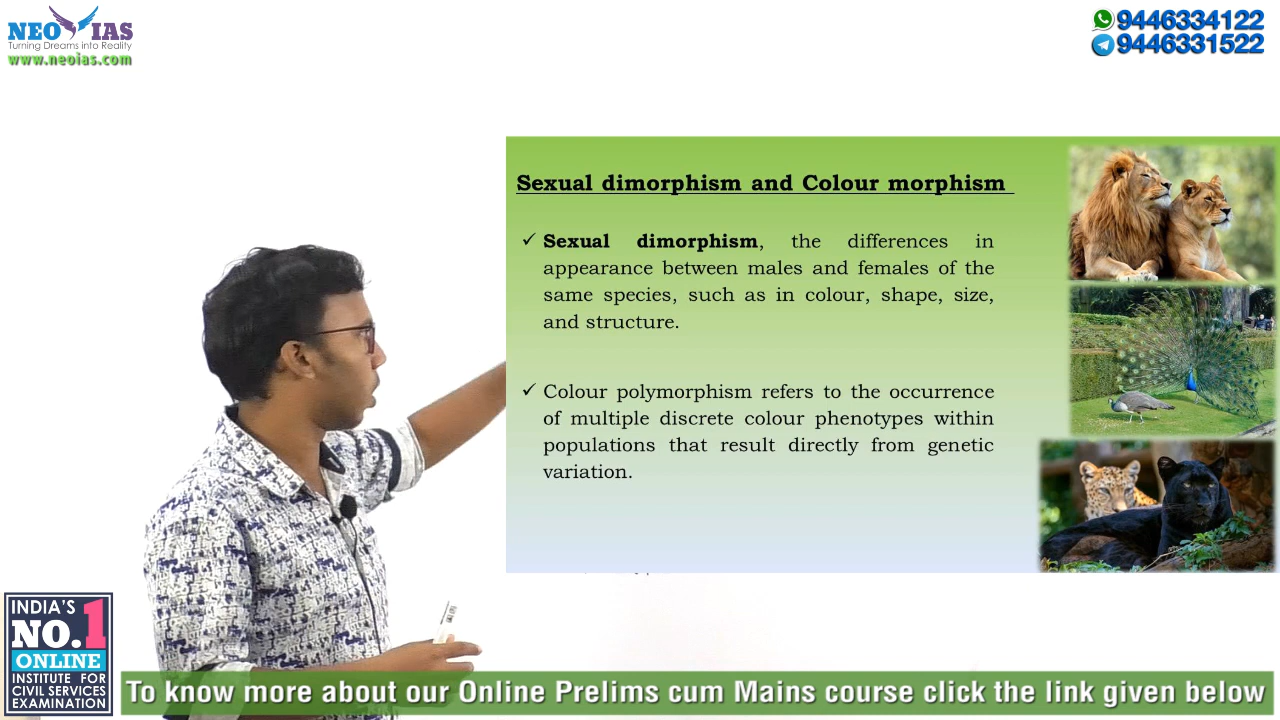 NEO IAS
Turning Dreams into Reality
www.neoias.com
9446334122
9446331522
Sexual dimorphism and Colour morphism
✓ Sexual dimorphism, the differences in
appearance between males and females of the
same species, such as in colour, shape, size,
and structure.
✓ Colour polymorphism refers to the occurrence
of multiple discrete colour phenotypes within
populations that result directly from genetic
variation.
INDIA'S
NO.1
ONLINE
INSTITUTE FOR
CIVIL SERVICES
EXAMINATION
To know more about our Online Prelims cum Mains course click the link given below